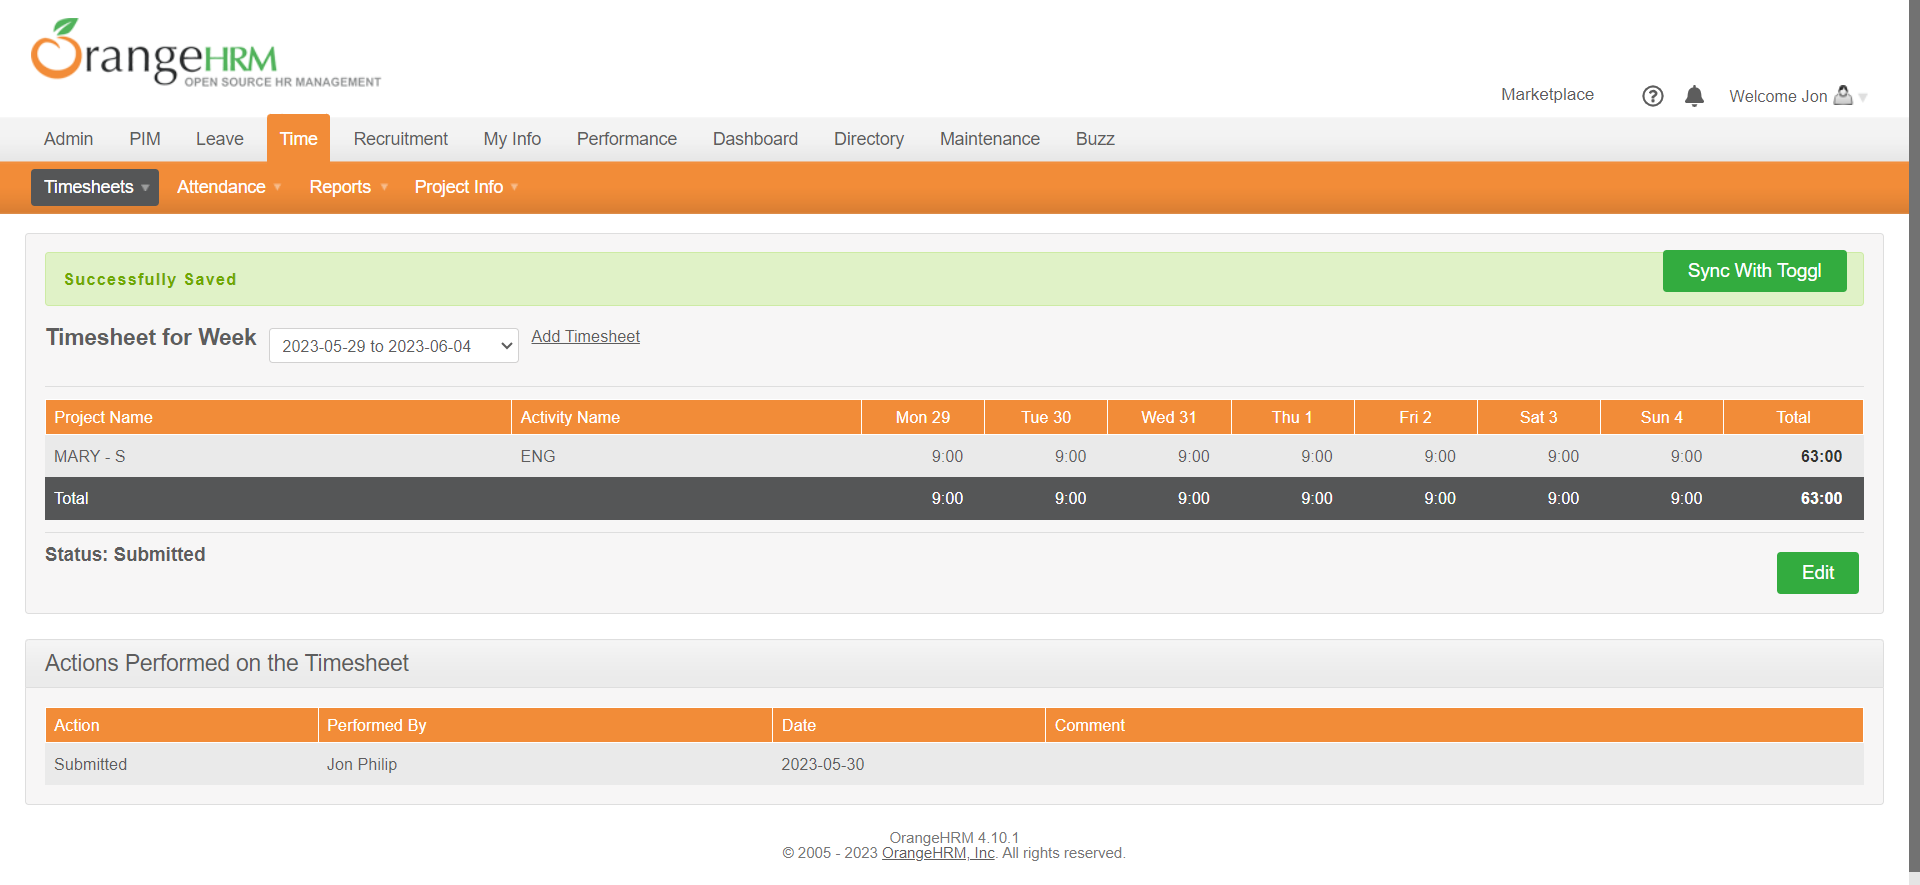 OrangeHRM
OPEN SOURCE HR MANAGEMENT
Marketplace
Welcome Jon
Admin PIM Leave Time Recruitment My Info Performance Dashboard Directory Maintenance Buzz
Timesheets Attendance Reports Project Info
Successfully Saved
Sync With Toggl
Timesheet for Week 2023-05-29 to 2023-06-04 Add Timesheet
Project Name Activity Name Mon 29 Tue 30 Wed 31 Thu 1 Fri 2 Sat 3 Sun 4 Total
MARY - S ENG 9:00 9:00 9:00 9:00 9:00 9:00 9:00 63:00
Total 9:00 9:00 9:00 9:00 9:00 9:00 9:00 63:00
Status: Submitted
Edit
Actions Performed on the Timesheet
Action Performed By Date Comment
Submitted Jon Philip 2023-05-30
OrangeHRM 4.10.1
© 2005 - 2023 OrangeHRM, Inc. All rights reserved.